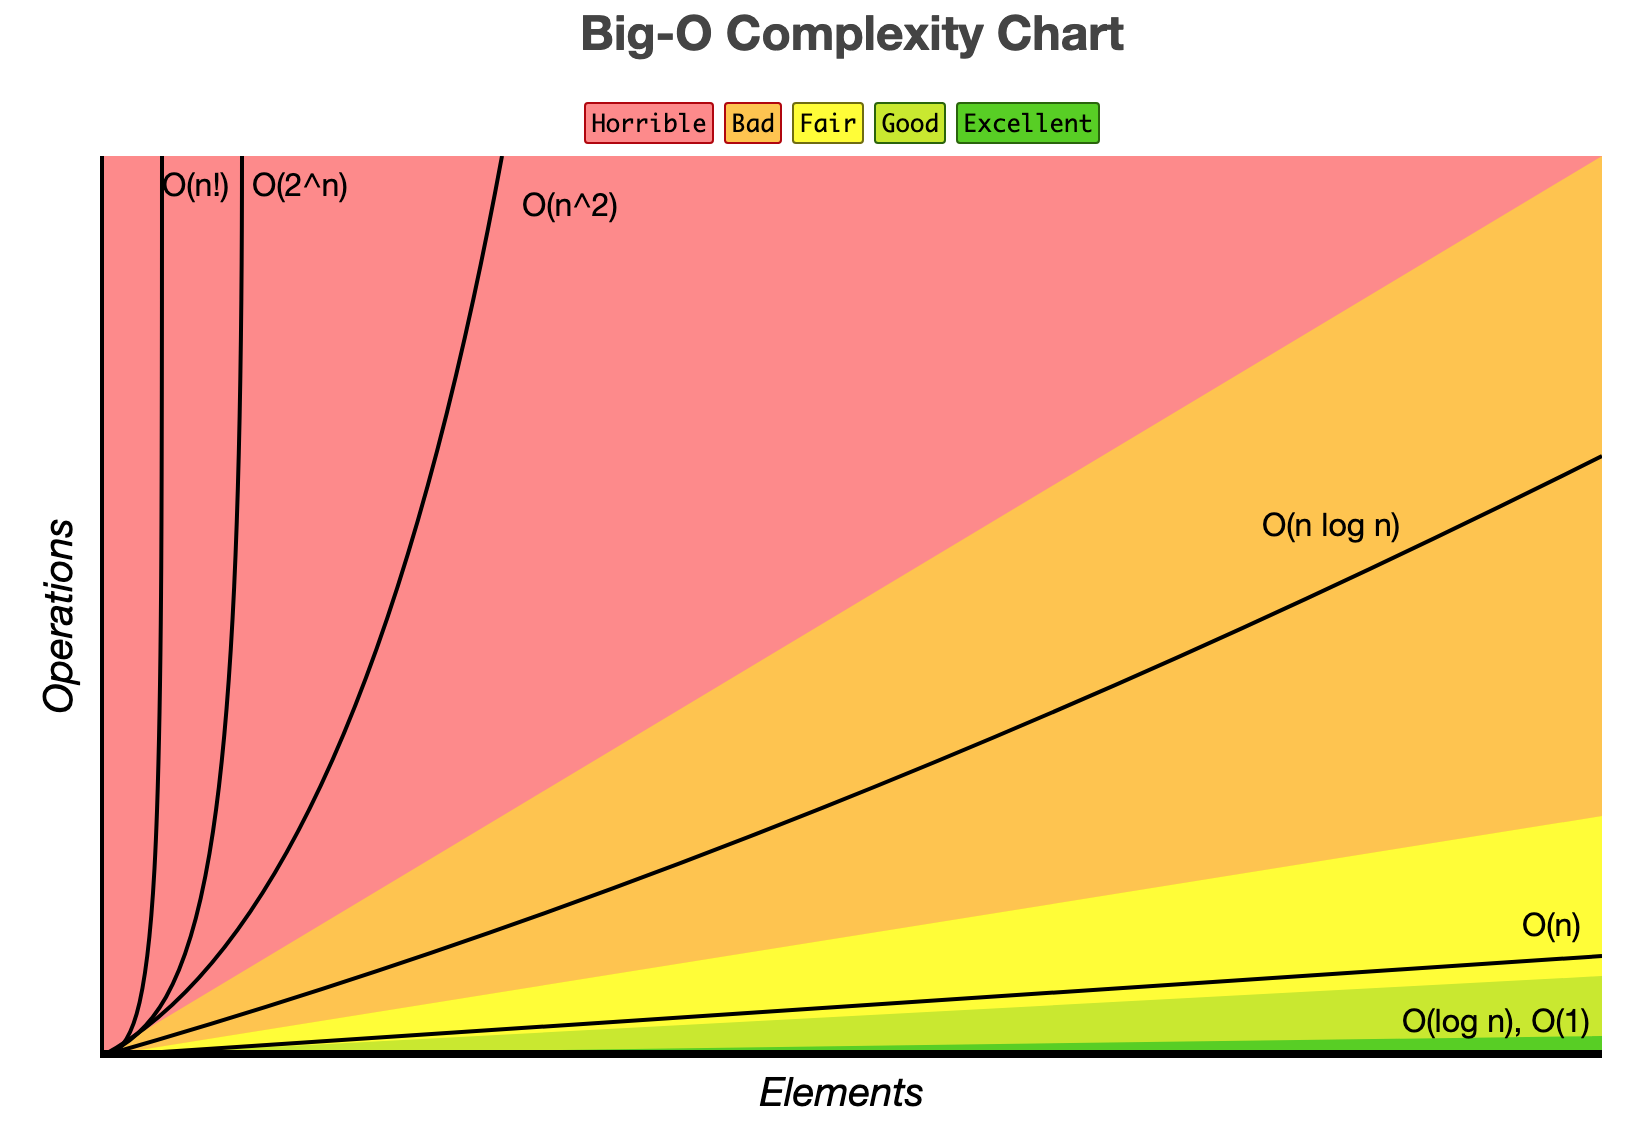 Big-O Complexity Chart
Horrible Bad Fair Good Excellent
O(n!) O(2^n)
O(n^2)
O(n log n)
O(n)
O(log n), O(1)
Operations
Elements